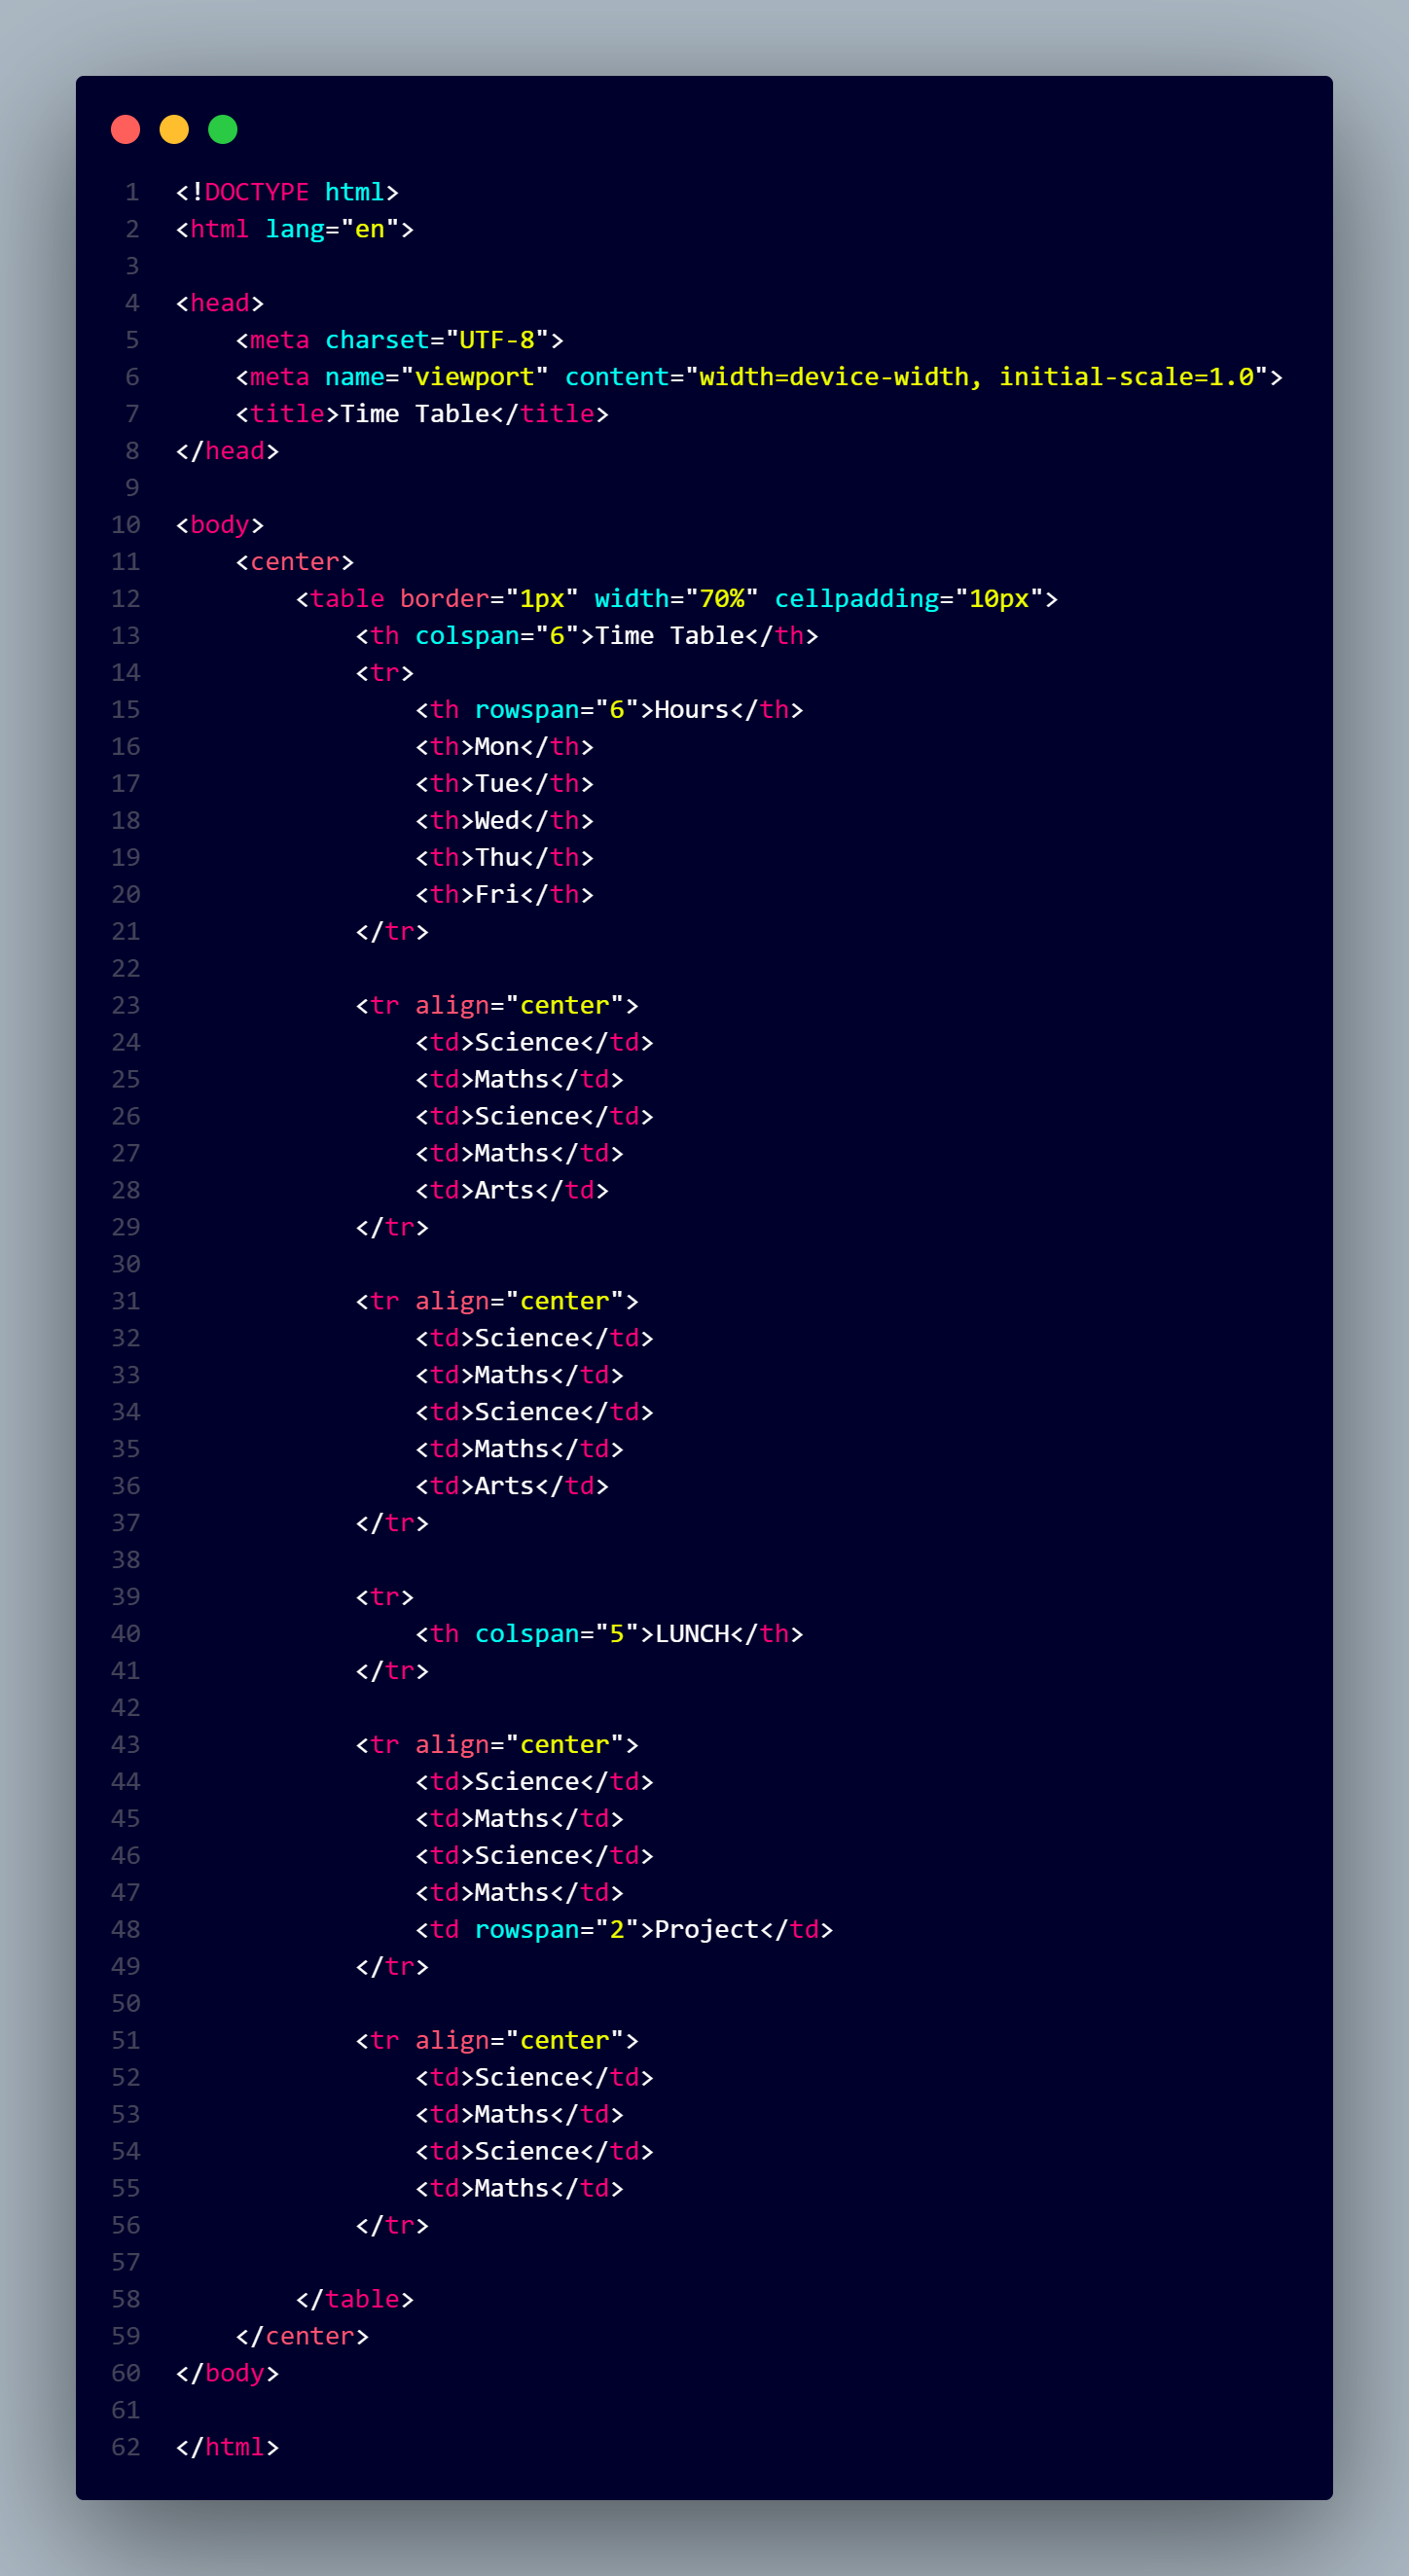 1 <!DOCTYPE html>
2 <html lang="en">
3
4 <head>
5     <meta charset="UTF-8">
6     <meta name="viewport" content="width=device-width, initial-scale=1.0">
7     <title>Time Table</title>
8 </head>
9
10 <body>
11     <center>
12         <table border="1px" width="70%" cellpadding="10px">
13             <th colspan="6">Time Table</th>
14             <tr>
15                 <th rowspan="6">Hours</th>
16                 <th>Mon</th>
17                 <th>Tue</th>
18                 <th>Wed</th>
19                 <th>Thu</th>
20                 <th>Fri</th>
21             </tr>
22
23             <tr align="center">
24                 <td>Science</td>
25                 <td>Maths</td>
26                 <td>Science</td>
27                 <td>Maths</td>
28                 <td>Arts</td>
29             </tr>
30
31             <tr align="center">
32                 <td>Science</td>
33                 <td>Maths</td>
34                 <td>Science</td>
35                 <td>Maths</td>
36                 <td>Arts</td>
37             </tr>
38
39             <tr>
40                 <th colspan="5">LUNCH</th>
41             </tr>
42
43             <tr align="center">
44                 <td>Science</td>
45                 <td>Maths</td>
46                 <td>Science</td>
47                 <td>Maths</td>
48                 <td rowspan="2">Project</td>
49             </tr>
50
51             <tr align="center">
52                 <td>Science</td>
53                 <td>Maths</td>
54                 <td>Science</td>
55                 <td>Maths</td>
56             </tr>
57
58         </table>
59     </center>
60 </body>
61
62 </html>